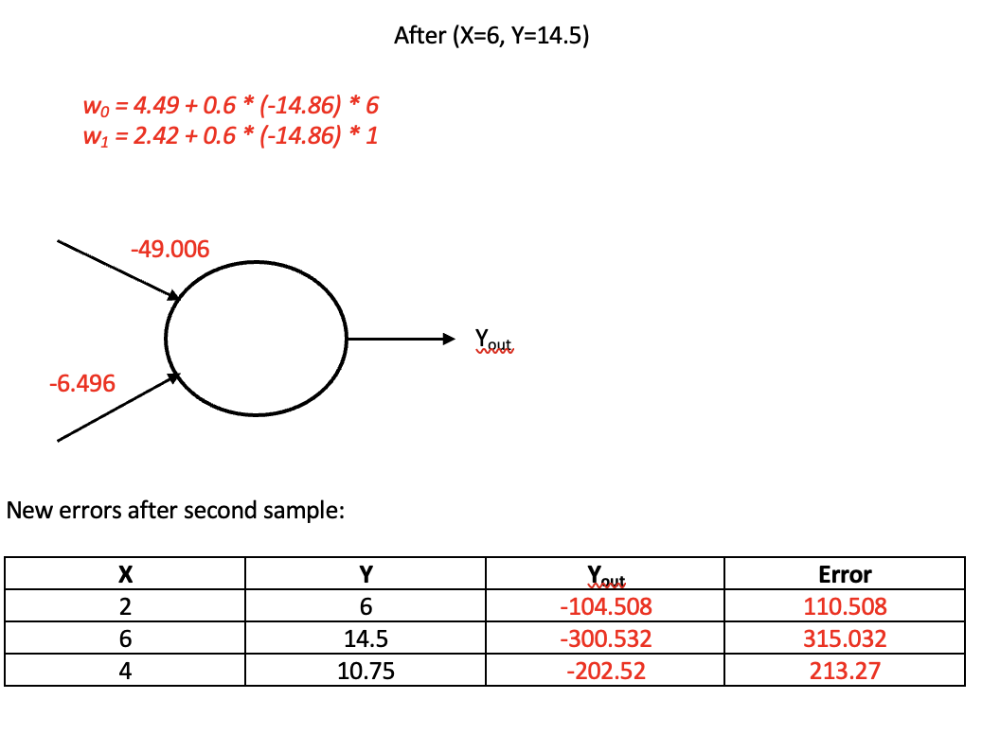 After (X=6, Y=14.5)
w0 = 4.49 + 0.6 * (-14.86) * 6
w1 = 2.42 + 0.6 * (-14.86) * 1
-49.006
Yout
-6.496
New errors after second sample:
X Y Yout Error
2 6 -104.508 110.508
6 14.5 -300.532 315.032
4 10.75 -202.52 213.27